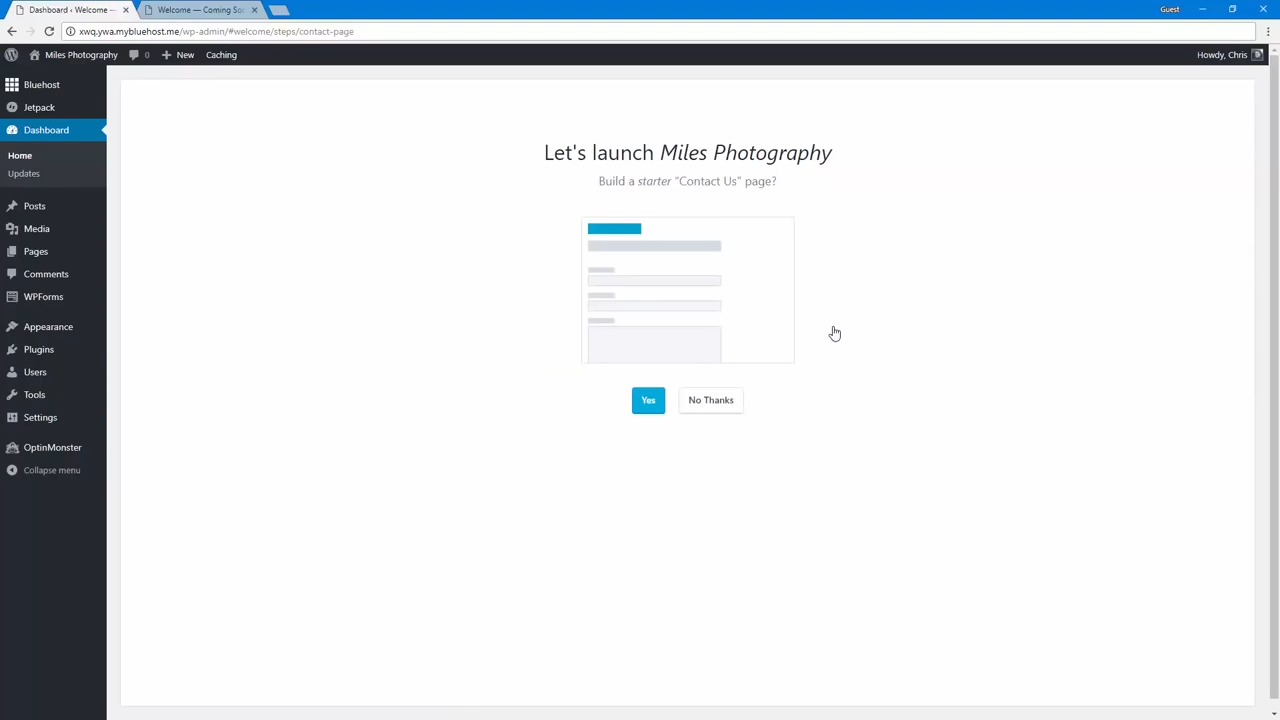 Dashboard ‹ Welcome —
Welcome — Coming Soo
Guest
xwq.ywa.mybluehost.me/wp-admin/#welcome/steps/contact-page
Miles Photography
0
New
Caching
Howdy, Chris
Bluehost
Jetpack
Dashboard
Home
Updates
Posts
Media
Pages
Comments
WPForms
Appearance
Plugins
Users
Tools
Settings
OptinMonster
Collapse menu
Let's launch Miles Photography
Build a starter "Contact Us" page?
Yes
No Thanks